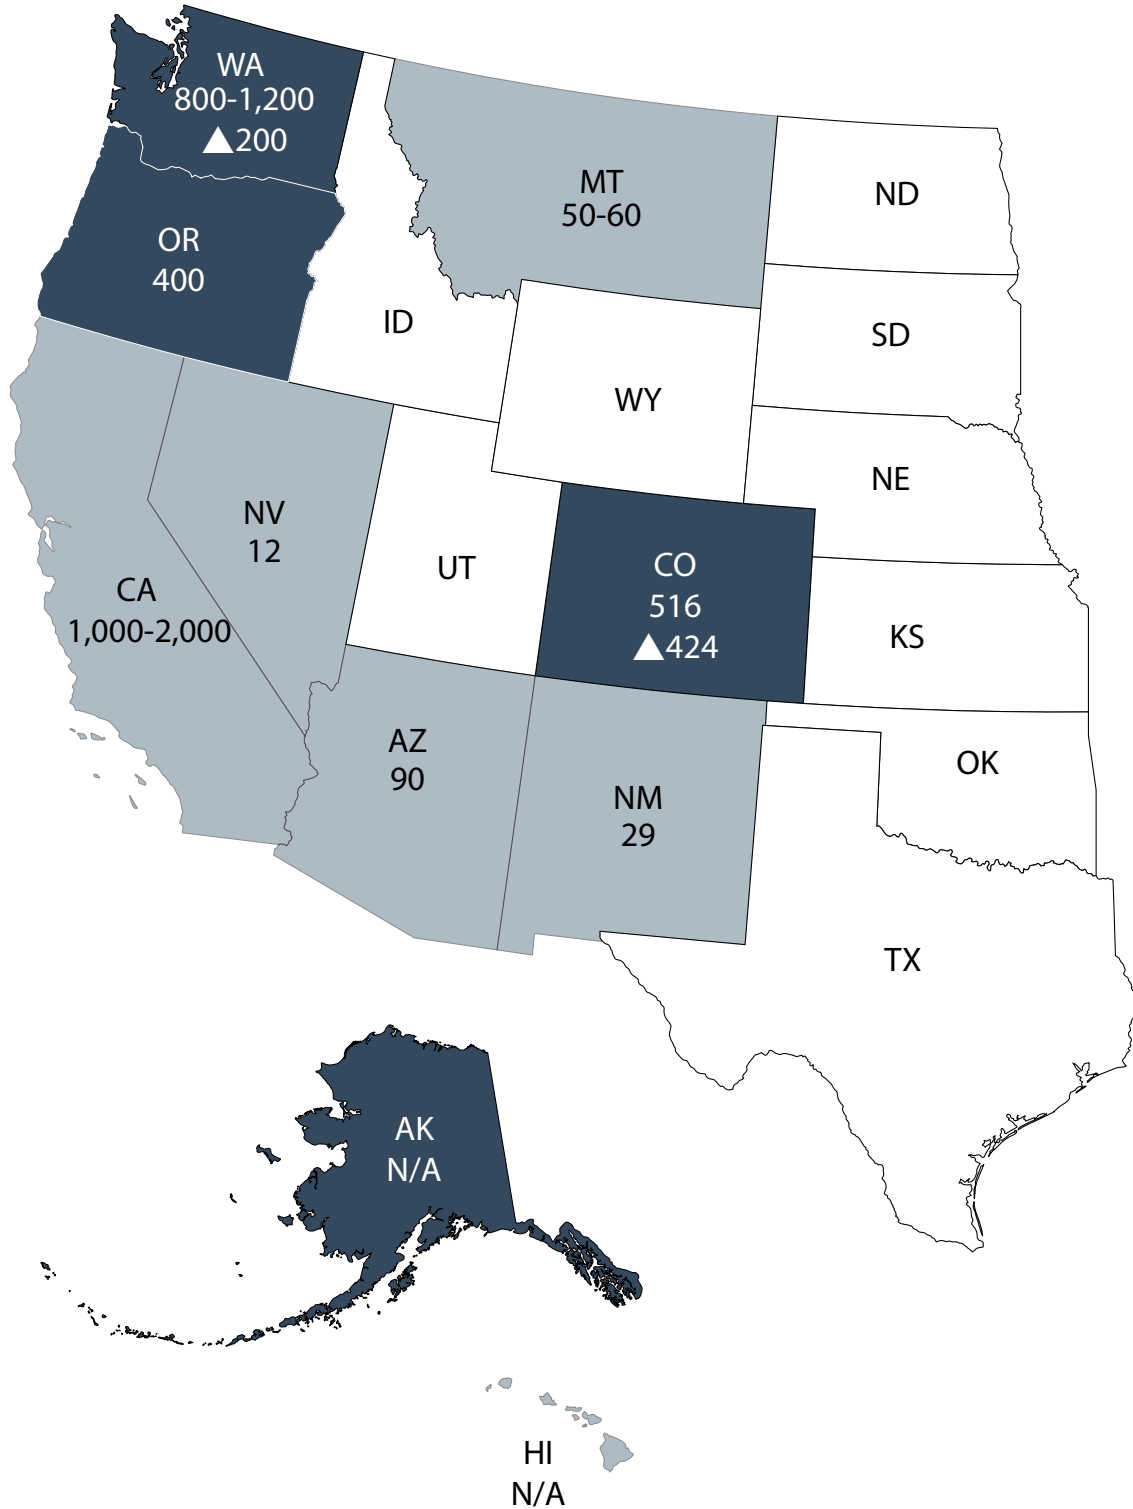 WA
800-1,200
▲200
MT
50-60
ND
OR
400
ID
SD
WY
NE
NV
12
UT
CO
516
▲424
CA
1,000-2,000
KS
AZ
90
NM
29
OK
TX
AK
N/A
HI
N/A